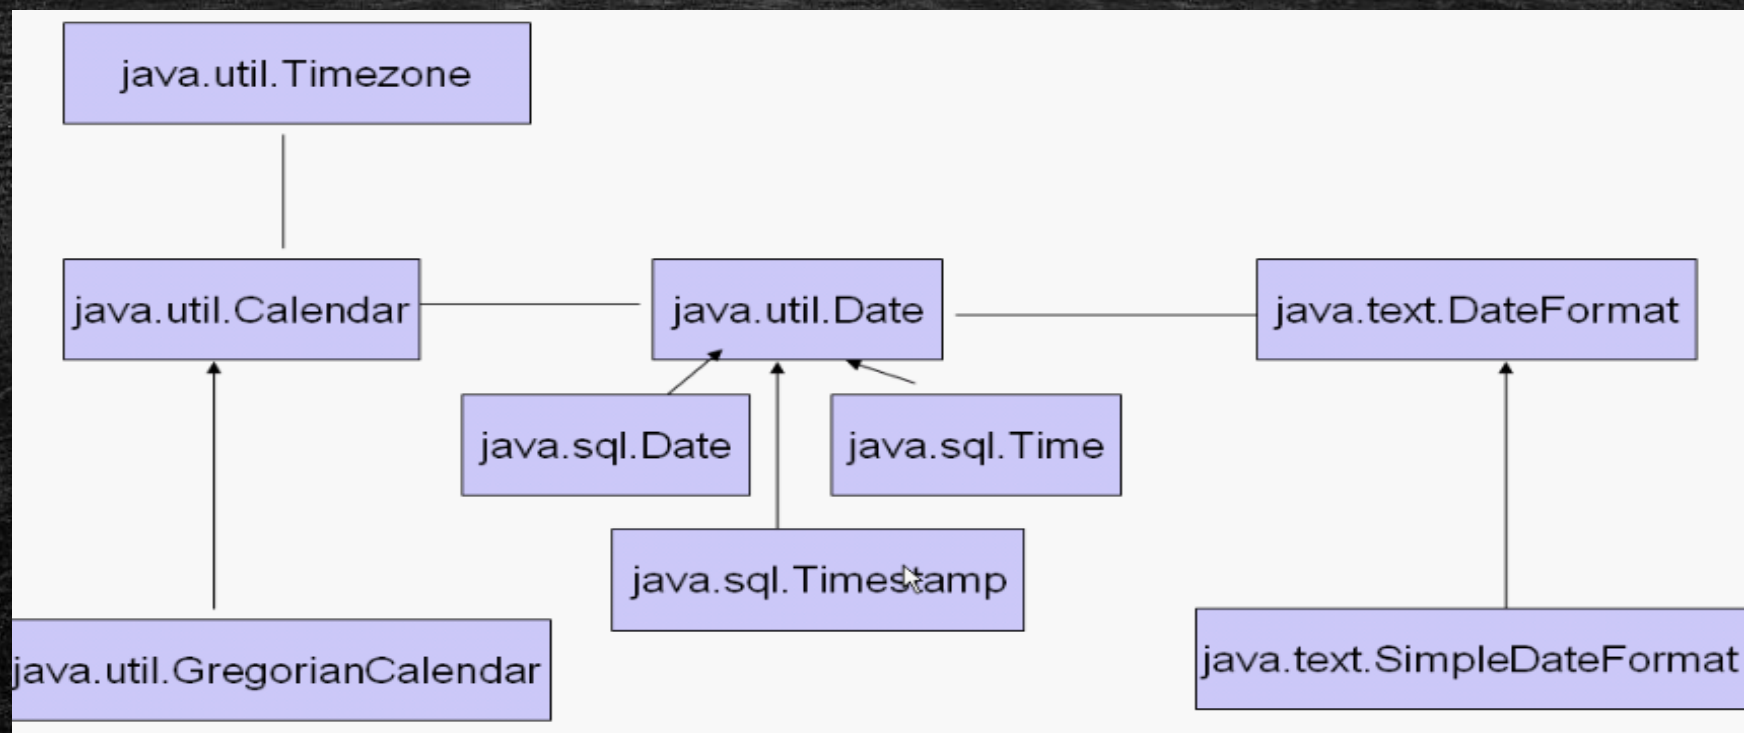 java.util.Timezone
java.util.Calendar
java.util.Date
java.text.DateFormat
java.sql.Date
java.sql.Time
java.sql.Timestamp
java.util.GregorianCalendar
java.text.SimpleDateFormat